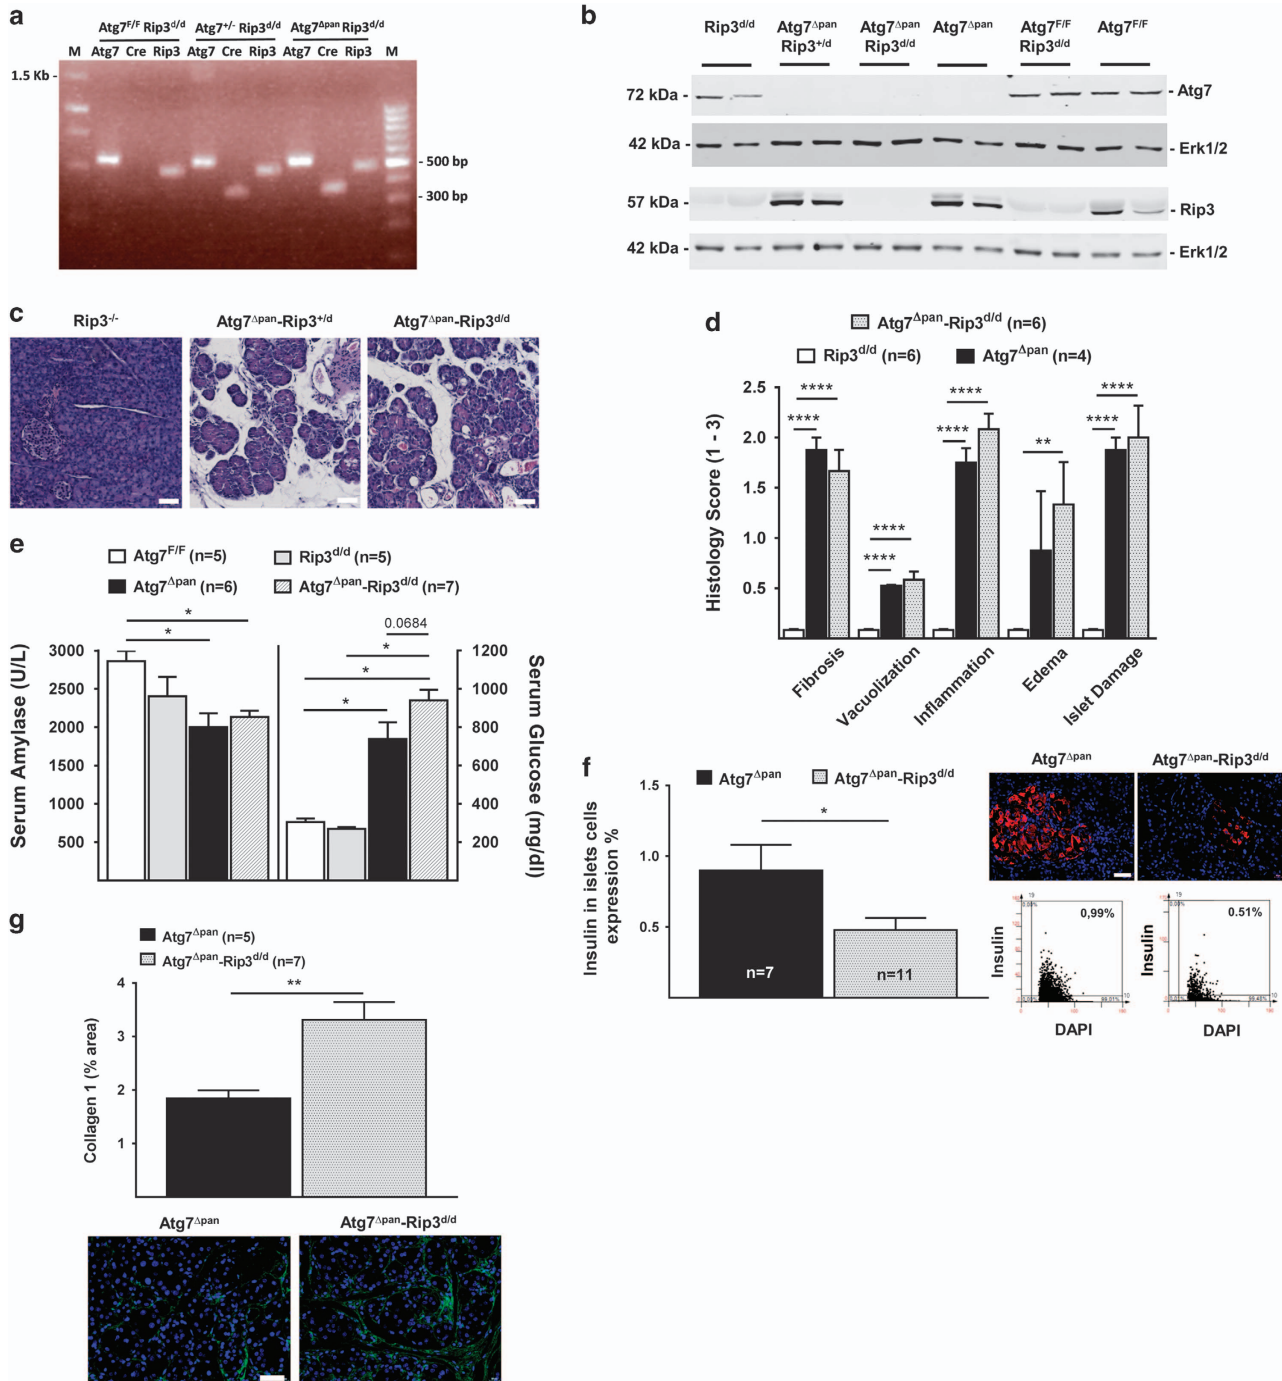 a
Atg7F/F Rip3d/d Atg7+/- Rip3d/d Atg7Δpan Rip3d/d
M Atg7 Cre Rip3 Atg7 Cre Rip3 Atg7 Cre Rip3 M
1.5 Kb -
- 500 bp
- 300 bp
b
Rip3d/d Atg7Δpan Rip3+/d Atg7Δpan Rip3d/d Atg7Δpan Atg7F/F Rip3d/d Atg7F/F
72 kDa - - Atg7
42 kDa - - Erk1/2
57 kDa - - Rip3
42 kDa - - Erk1/2
c
Rip3-/- Atg7Δpan-Rip3+/d Atg7Δpan-Rip3d/d
d
Atg7Δpan-Rip3d/d (n=6)
Rip3d/d (n=6) Atg7Δpan (n=4)
Histology Score (1 - 3)
2.5
2.0
1.5
1.0
0.5
**** **** **** **** **** **** ** **** ****
Fibrosis
Vacuolization
Inflammation
Edema
Islet Damage
e
Atg7F/F (n=5) Rip3d/d (n=5)
Atg7Δpan (n=6) Atg7Δpan-Rip3d/d (n=7)
Serum Amylase (U/L)
3000
2500
2000
1500
1000
500
* *
0.0684
* * *
1200
1000
800
600
400
200
Serum Glucose (mg/dl)
f
Atg7Δpan Atg7Δpan-Rip3d/d
Insulin in islets cells
expression %
1.5
1.0
0.5
*
n=7 n=11
Atg7Δpan Atg7Δpan-Rip3d/d
0,99% 0.51%
Insulin Insulin
DAPI DAPI
g
Atg7Δpan (n=5)
Atg7Δpan-Rip3d/d (n=7)
Collagen 1 (% area)
4
3
2
1
**
Atg7Δpan Atg7Δpan-Rip3d/d